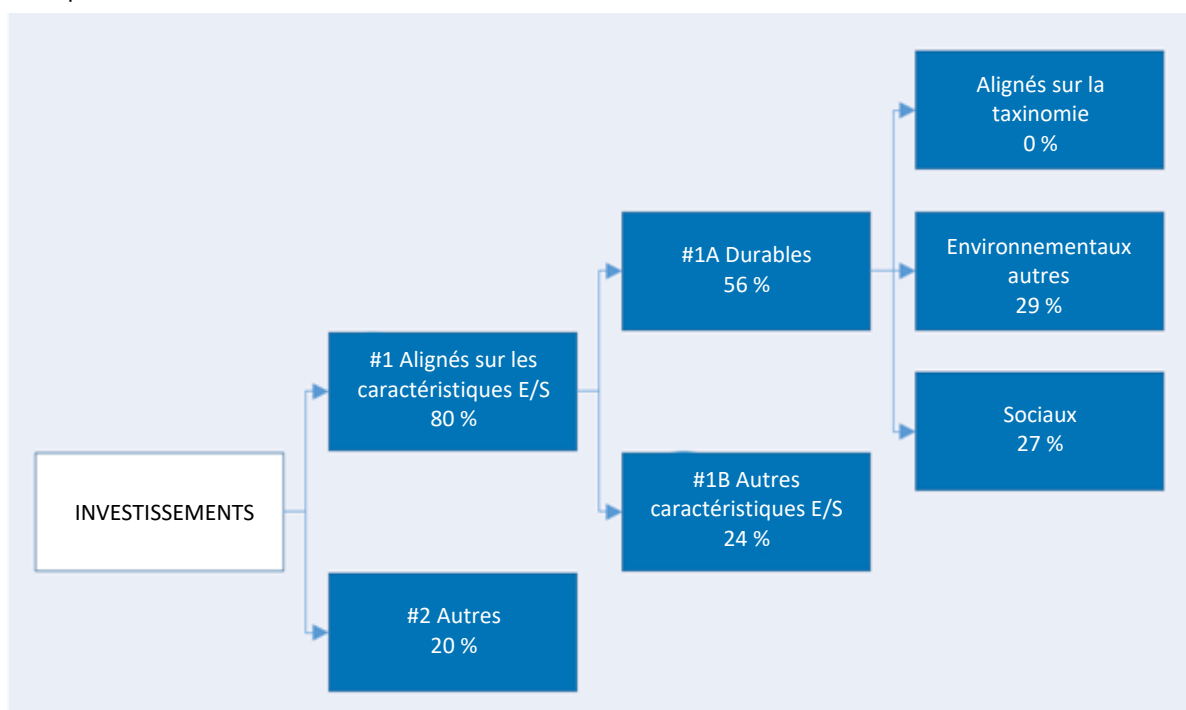 Alignés sur la
taxinomie
0 %
#1A Durables
56 %
Environnementaux
autres
29 %
#1 Alignés sur les
caractéristiques E/S
80 %
Sociaux
27 %
INVESTISSEMENTS
#1B Autres
caractéristiques E/S
24 %
#2 Autres
20 %